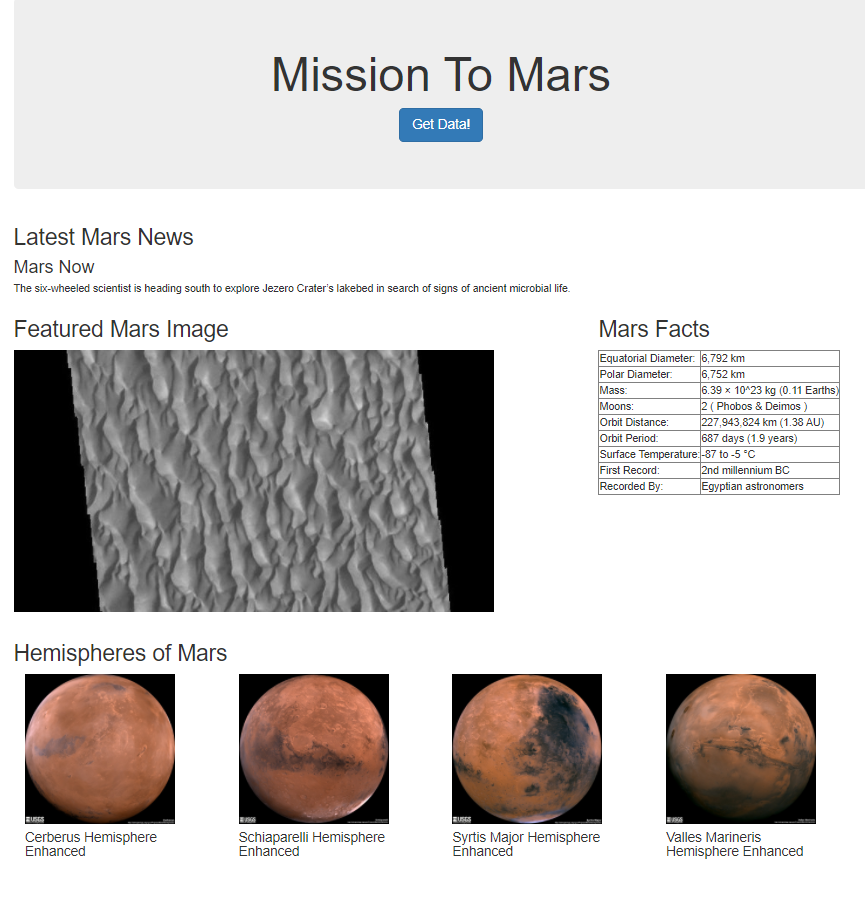 Mission To Mars
Get Data!
Latest Mars News
Mars Now
The six-wheeled scientist is heading south to explore Jezero Crater's lakebed in search of signs of ancient microbial life.
Featured Mars Image
Mars Facts
Equatorial Diameter: 6,792 km
Polar Diameter: 6,752 km
Mass: 6.39 × 10^23 kg (0.11 Earths)
Moons: 2 ( Phobos & Deimos )
Orbit Distance: 227,943,824 km (1.38 AU)
Orbit Period: 687 days (1.9 years)
Surface Temperature: -87 to -5 °C
First Record: 2nd millennium BC
Recorded By: Egyptian astronomers
Hemispheres of Mars
USGS
USGS
USGS
USGS
Cerberus Hemisphere
Enhanced
Schiaparelli Hemisphere
Enhanced
Syrtis Major Hemisphere
Enhanced
Valles Marineris
Hemisphere Enhanced